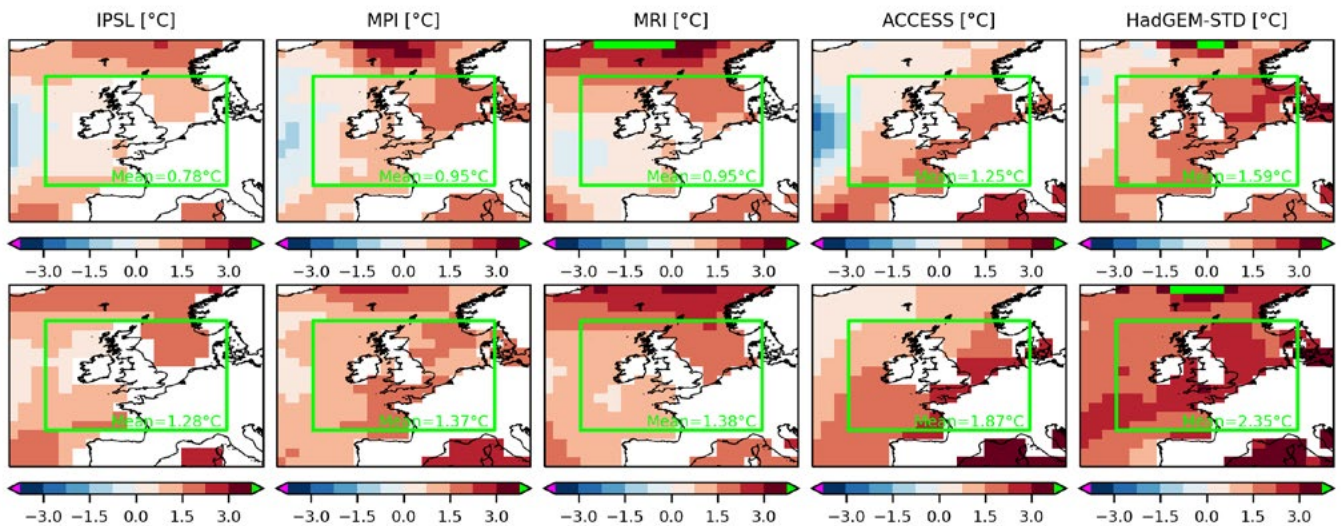 IPSL [°C] MPI [°C] MRI [°C] ACCESS [°C] HadGEM-STD [°C]
Mean=0.78°C Mean=0.95°C Mean=0.95°C Mean=1.25°C Mean=1.59°C
−3.0 −1.5 0.0 1.5 3.0 −3.0 −1.5 0.0 1.5 3.0 −3.0 −1.5 0.0 1.5 3.0 −3.0 −1.5 0.0 1.5 3.0 −3.0 −1.5 0.0 1.5 3.0
Mean=1.28°C Mean=1.37°C Mean=1.38°C Mean=1.87°C Mean=2.35°C
−3.0 −1.5 0.0 1.5 3.0 −3.0 −1.5 0.0 1.5 3.0 −3.0 −1.5 0.0 1.5 3.0 −3.0 −1.5 0.0 1.5 3.0 −3.0 −1.5 0.0 1.5 3.0